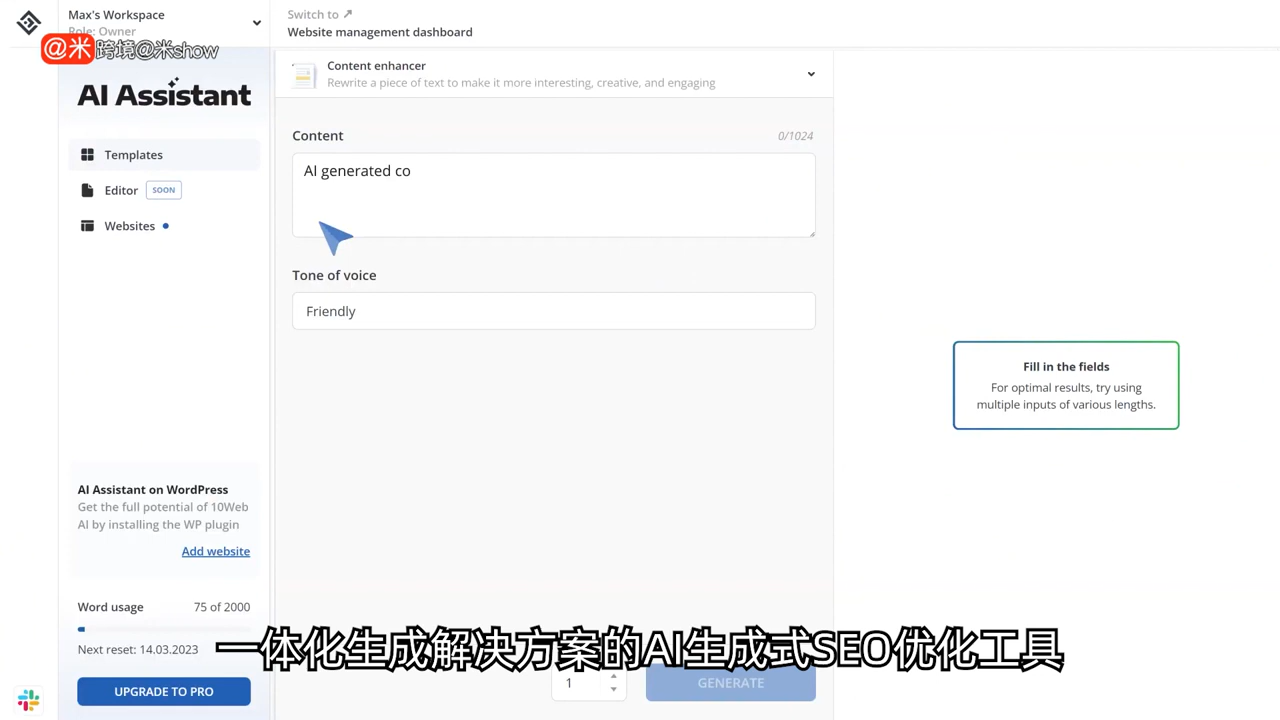 Max's Workspace
Role: Owner
Switch to
Website management dashboard
@米 跨境@米show
AI Assistant
Templates
Editor SOON
Websites
AI Assistant on WordPress
Get the full potential of 10Web
AI by installing the WP plugin
Add website
Word usage 75 of 2000
Next reset: 14.03.2023
UPGRADE TO PRO
Content enhancer
Rewrite a piece of text to make it more interesting, creative, and engaging
Content 0/1024
AI generated co
Tone of voice
Friendly
1 GENERATE
Fill in the fields
For optimal results, try using
multiple inputs of various lengths.
一体化生成解决方案的AI生成式SEO优化工具